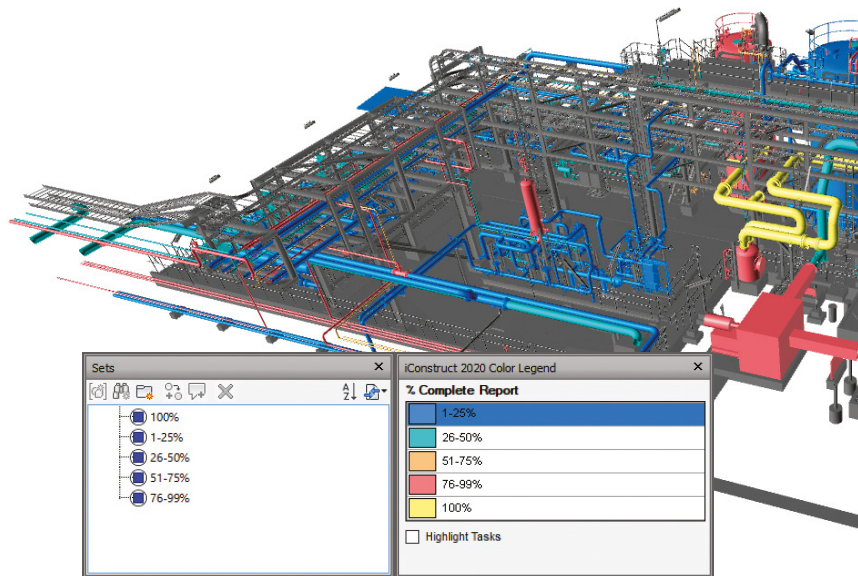 Sets
100%
1-25%
26-50%
51-75%
76-99%
iConstruct 2020 Color Legend
% Complete Report
1-25%
26-50%
51-75%
76-99%
100%
Highlight Tasks